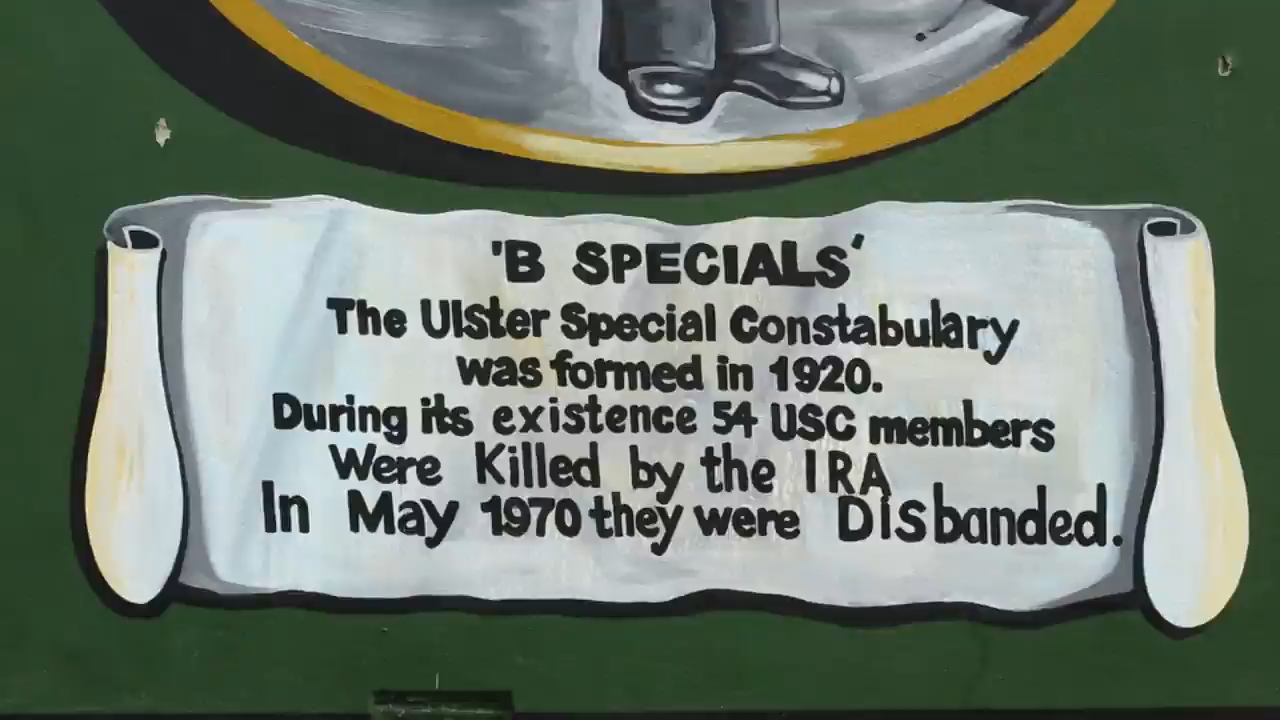 'B SPECIALS'
The Ulster Special Constabulary
was formed in 1920.
During its existence 54 USC members
Were Killed by the IRA
In May 1970 they were Disbanded.